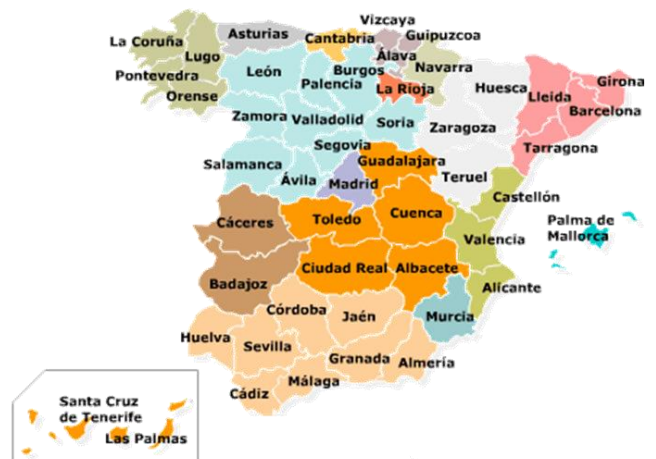 Vizcaya
La Coruña
Asturias
Cantabria
Guipuzcoa
Lugo
Álava
Pontevedra
León
Burgos
Navarra
Palencia
Orense
La Rioja
Huesca
Lleida
Girona
Zamora
Valladolid
Soria
Zaragoza
Barcelona
Segovia
Tarragona
Salamanca
Guadalajara
Ávila
Madrid
Teruel
Castellón
Cáceres
Toledo
Cuenca
Palma de
Mallorca
Valencia
Badajoz
Ciudad Real
Albacete
Alicante
Córdoba
Jaén
Murcia
Huelva
Sevilla
Granada
Almería
Málaga
Cádiz
Santa Cruz
de Tenerife
Las Palmas